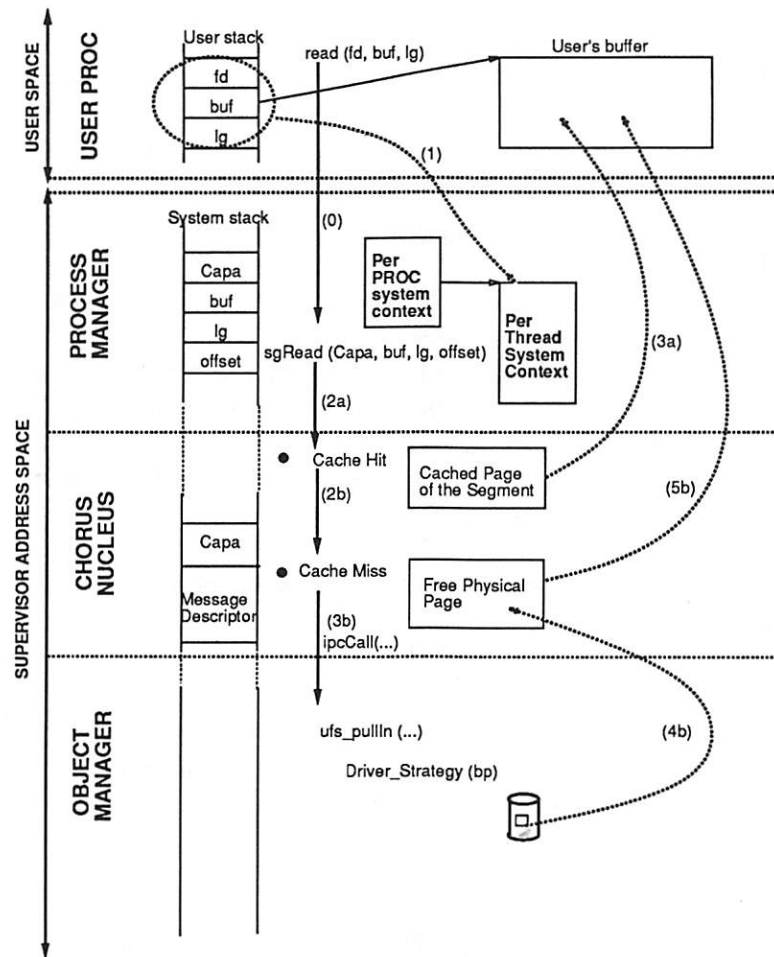 USER SPACE
USER PROC
User stack
fd
buf
lg
read (fd, buf, lg)
User's buffer
(1)
SUPERVISOR ADDRESS SPACE
PROCESS
MANAGER
System stack
Capa
buf
lg
offset
(0)
Per
PROC
system
context
Per
Thread
System
Context
(3a)
sgRead (Capa, buf, lg, offset)
(2a)
CHORUS
NUCLEUS
Cache Hit
(2b)
Cached Page
of the Segment
(5b)
Capa
Cache Miss
Message
Descriptor
Free Physical
Page
(3b)
ipcCall(...)
OBJECT
MANAGER
ufs_pullIn (...)
(4b)
Driver_Strategy (bp)